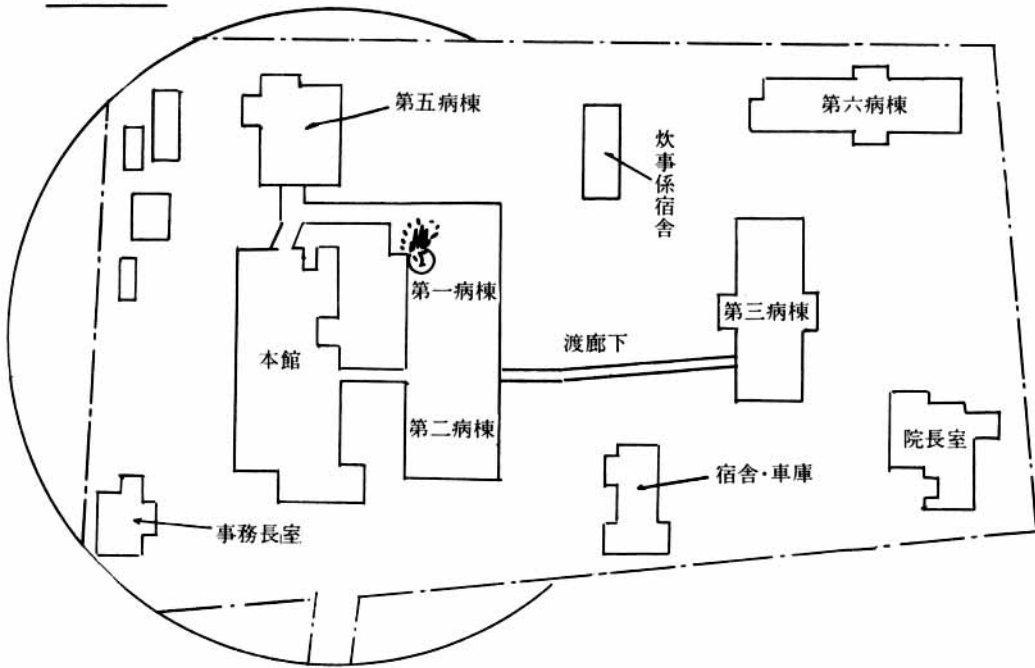 第五病棟
第六病棟
炊事係宿舎
第一病棟
第三病棟
渡廊下
本館
第二病棟
院長室
宿舎・車庫
事務長室